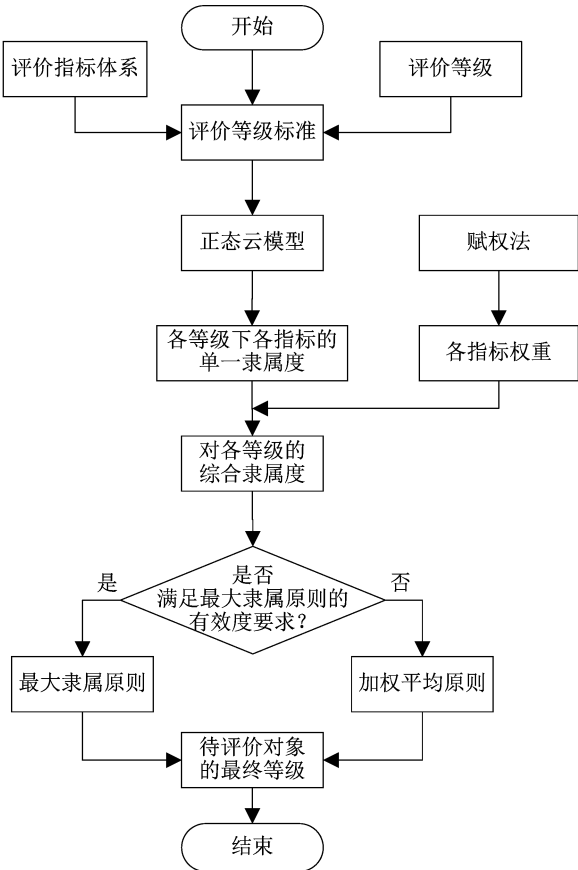 开始
评价指标体系
评价等级
评价等级标准
正态云模型
赋权法
各等级下各指标的
单一隶属度
各指标权重
对各等级的
综合隶属度
是
是否
满足最大隶属原则的
有效度要求？
否
最大隶属原则
加权平均原则
待评价对象
的最终等级
结束